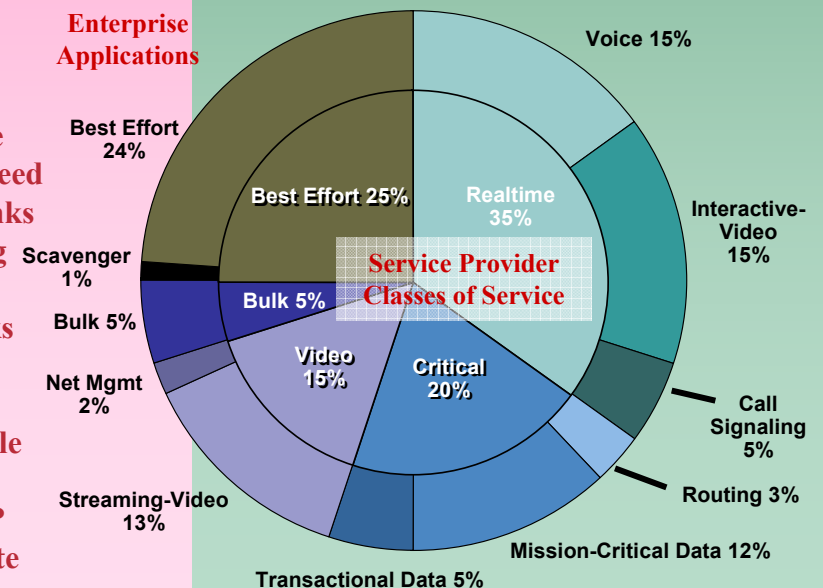 Enterprise
Applications
Voice 15%
Best Effort
24%
eed
Best Effort 25%
Realtime
35%
Interactive-
Video
15%
Scavenger
1%
Service Provider
Classes of Service
Bulk 5%
Bulk 5%
Video
15%
Critical
20%
Net Mgmt
2%
Call
Signaling
5%
Streaming-Video
13%
Routing 3%
Mission-Critical Data 12%
Transactional Data 5%